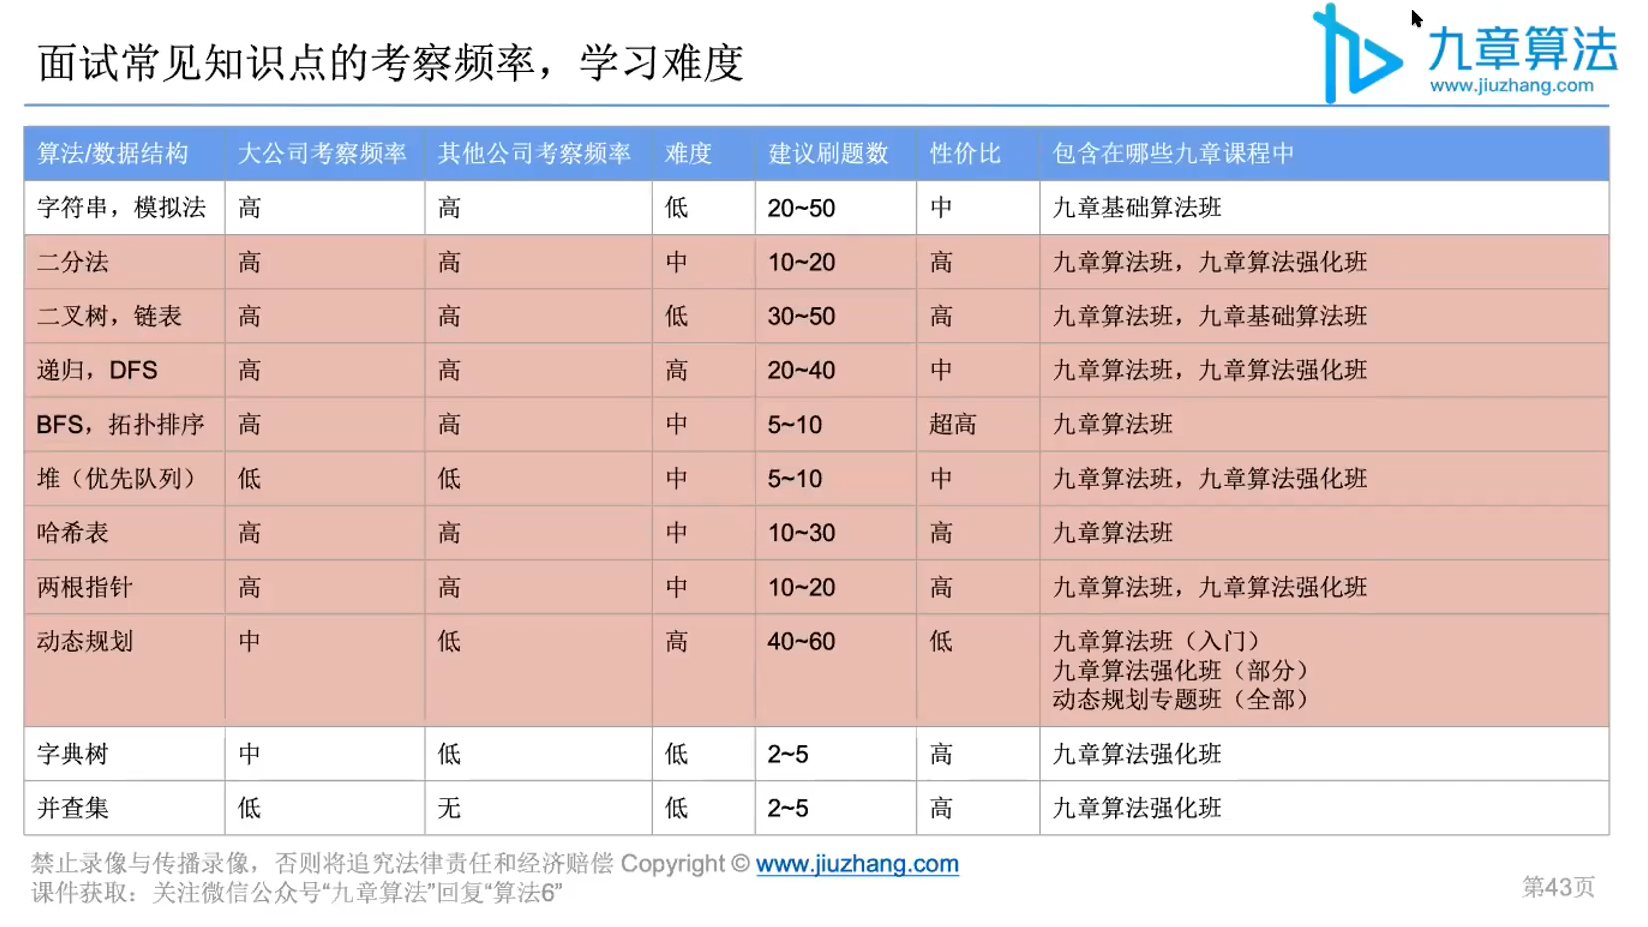 面试常见知识点的考察频率，学习难度
九章算法
www.jiuzhang.com
算法/数据结构 大公司考察频率 其他公司考察频率 难度 建议刷题数 性价比 包含在哪些九章课程中
字符串，模拟法 高 高 低 20~50 中 九章基础算法班
二分法 高 高 中 10~20 高 九章算法班，九章算法强化班
二叉树，链表 高 高 低 30~50 高 九章算法班，九章基础算法班
递归，DFS 高 高 高 20~40 中 九章算法班，九章算法强化班
BFS，拓扑排序 高 高 中 5~10 超高 九章算法班
堆（优先队列） 低 低 中 5~10 中 九章算法班，九章算法强化班
哈希表 高 高 中 10~30 高 九章算法班
两根指针 高 高 中 10~20 高 九章算法班，九章算法强化班
动态规划 中 低 高 40~60 低 九章算法班（入门）
九章算法强化班（部分）
动态规划专题班（全部）
字典树 中 低 低 2~5 高 九章算法强化班
并查集 低 无 低 2~5 高 九章算法强化班
禁止录像与传播录像，否则将追究法律责任和经济赔偿 Copyright © www.jiuzhang.com
课件获取：关注微信公众号“九章算法”回复“算法6”
第43页